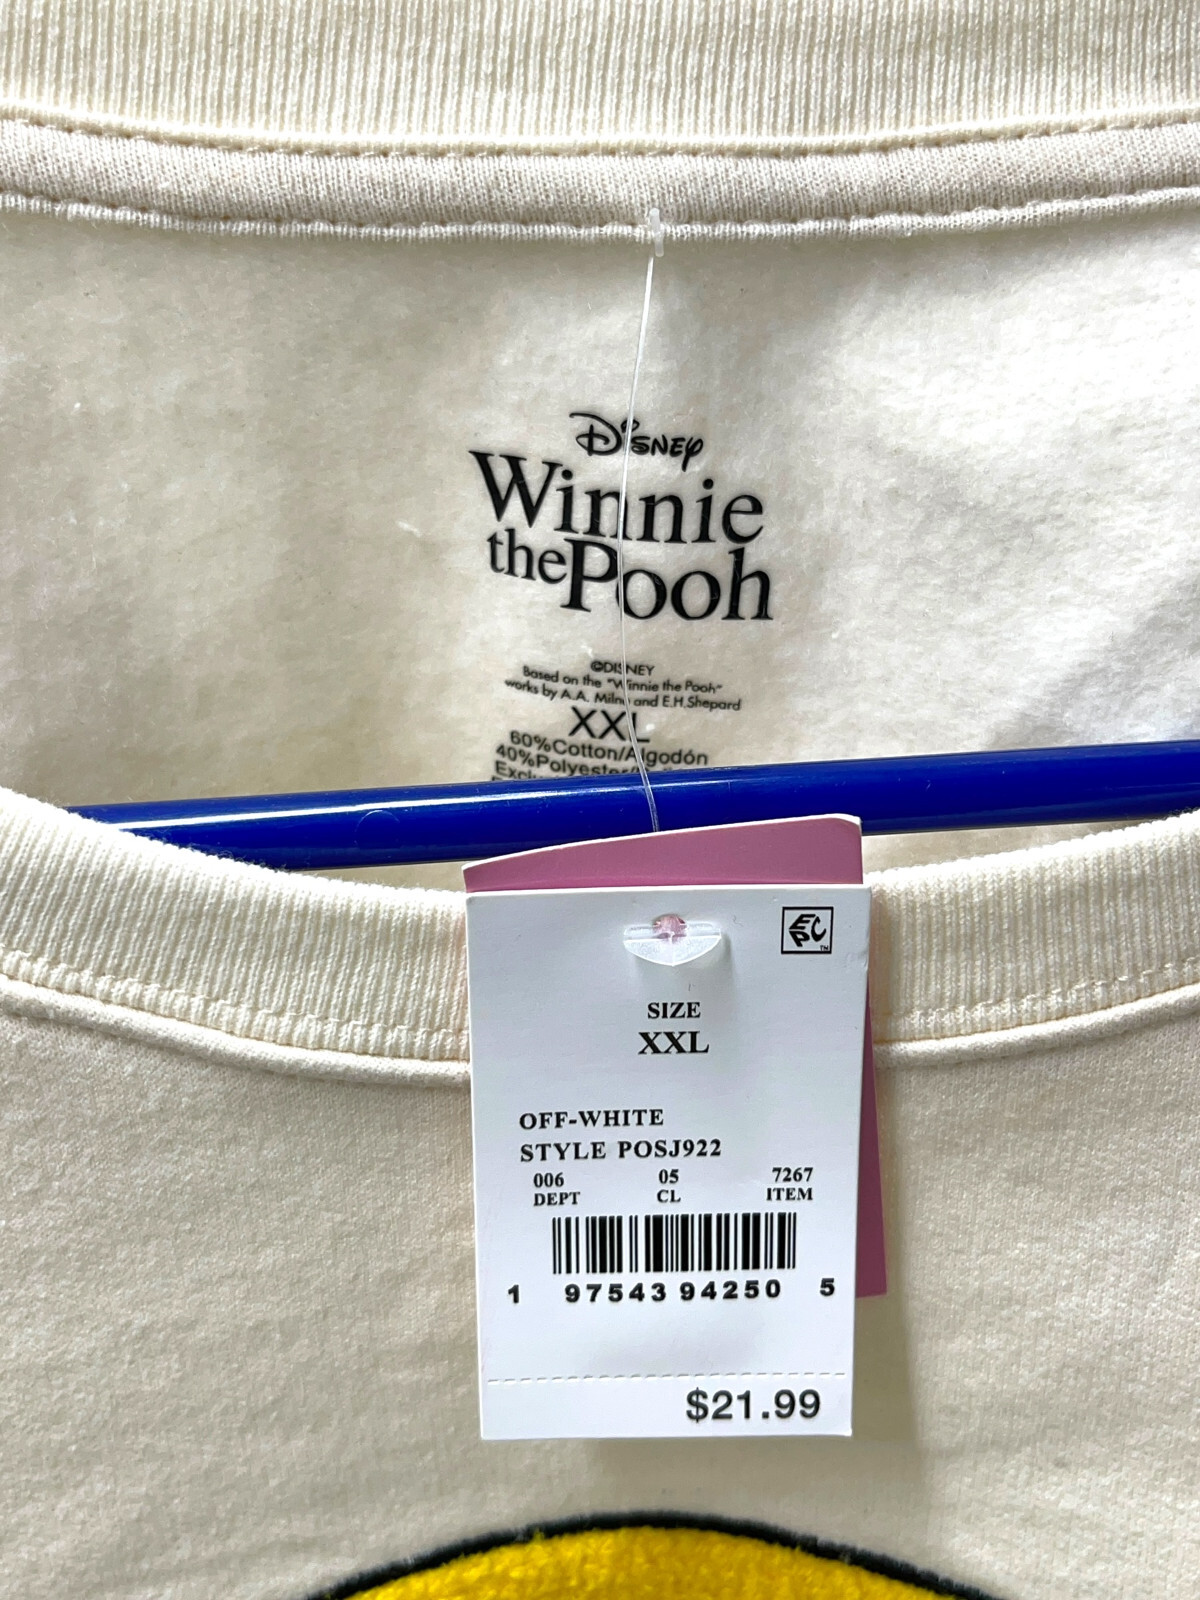 Disney
Winnie
the Pooh
©DISNEY
Based on the "Winnie the Pooh"
works by A.A. Milne and E.H.Shepard
XXL
60%Cotton/Algodón
40%Polyester/
EPC
TM
SIZE
XXL
OFF-WHITE
STYLE POSJ922
006 05 7267
DEPT CL ITEM
1 97543 94250 5
$21.99